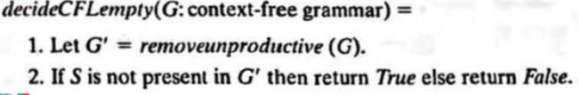 decideCFLempty(G: context-free grammar) =
1. Let G' = removeunproductive (G).
2. If S is not present in G' then return True else return False.